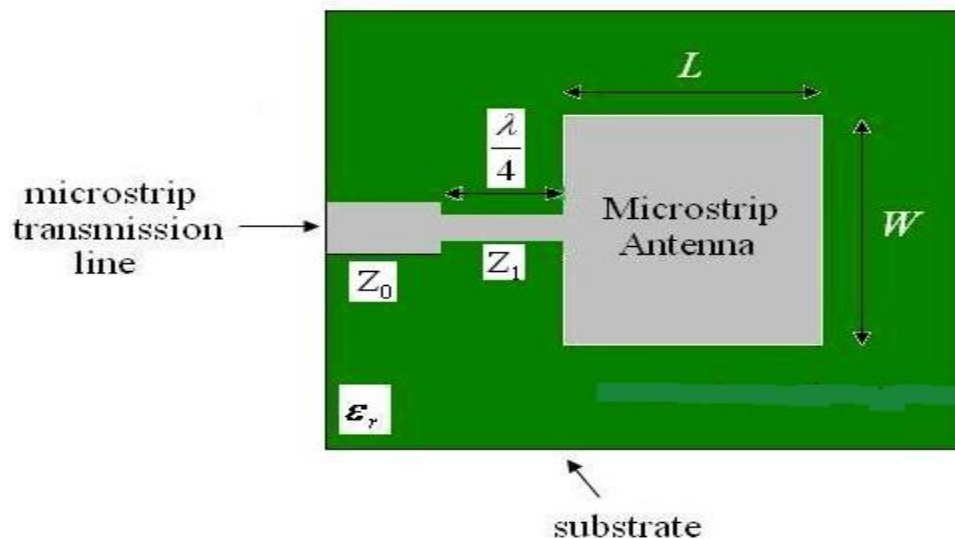 L
λ
4
microstrip
transmission
line
Microstrip
Antenna
W
Z₀
Z₁
εᵣ
substrate